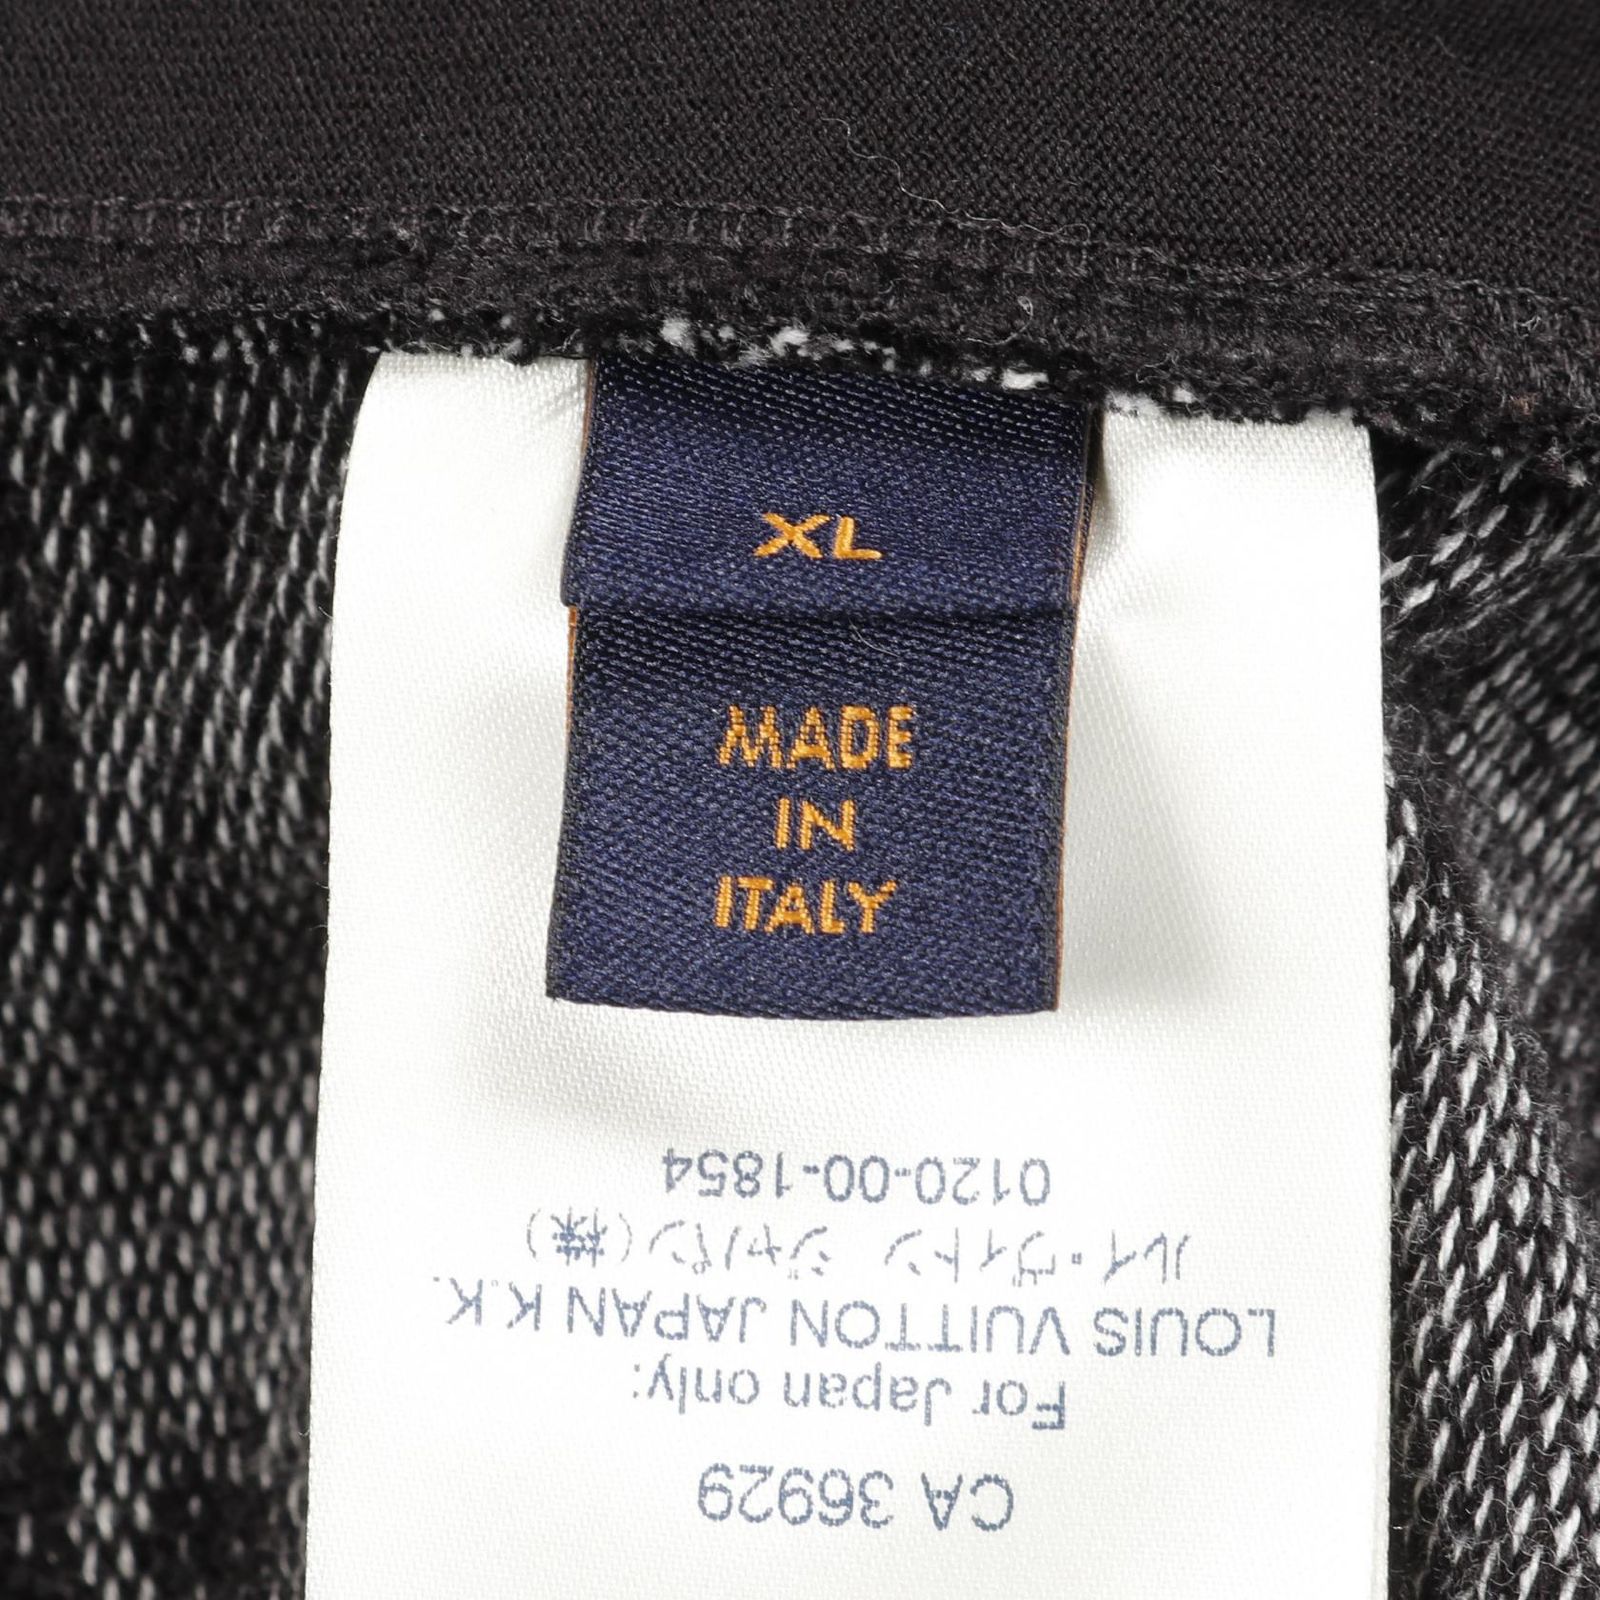 XL
MADE
IN
ITALY
CA 36929
For Japan only:
LOUIS VUITTON JAPAN K.K.
ルイ・ヴィトン ジャパン(株)
0120-00-1854